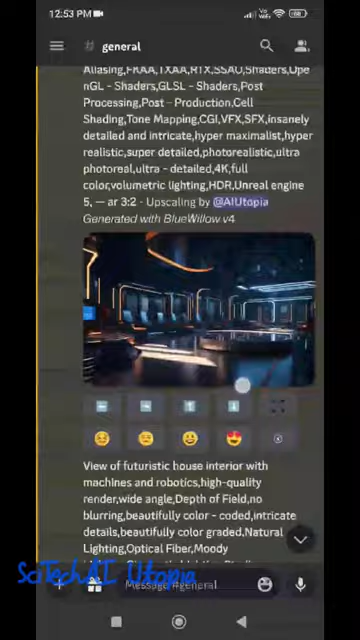 12:53 PM
# general
Aliasing,FKAA,TXAA,RTX,SSAO,Shaders,Ope
nGL - Shaders,GLSL - Shaders,Post
Processing,Post - Production,Cell
Shading,Tone Mapping,CGI,VFX,SFX,insanely
detailed and intricate,hyper maximalist,hyper
realistic,super detailed,photorealistic,ultra
photoreal,ultra - detailed,4K,full
color,volumetric lighting,HDR,Unreal engine
5, — ar 3:2 - Upscaling by @AIUtopia
Generated with BlueWillow v4
View of futuristic house interior with
machines and robotics,high-quality
render,wide angle,Depth of Field,no
blurring,beautifully color - coded,intricate
details,beautifully color graded,Natural
Lighting,Optical Fiber,Moody
SciTechAI Utopia
Message #general